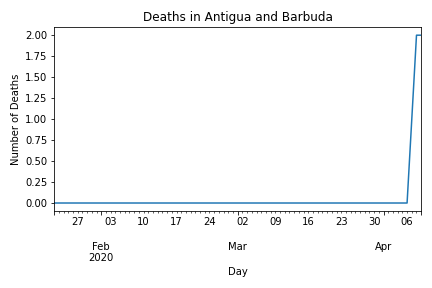 Deaths in Antigua and Barbuda
2.00
1.75
1.50
1.25
1.00
0.75
0.50
0.25
0.00
Number of Deaths
27 03 10 17 24 02 09 16 23 30 06
Feb Mar Apr
2020
Day